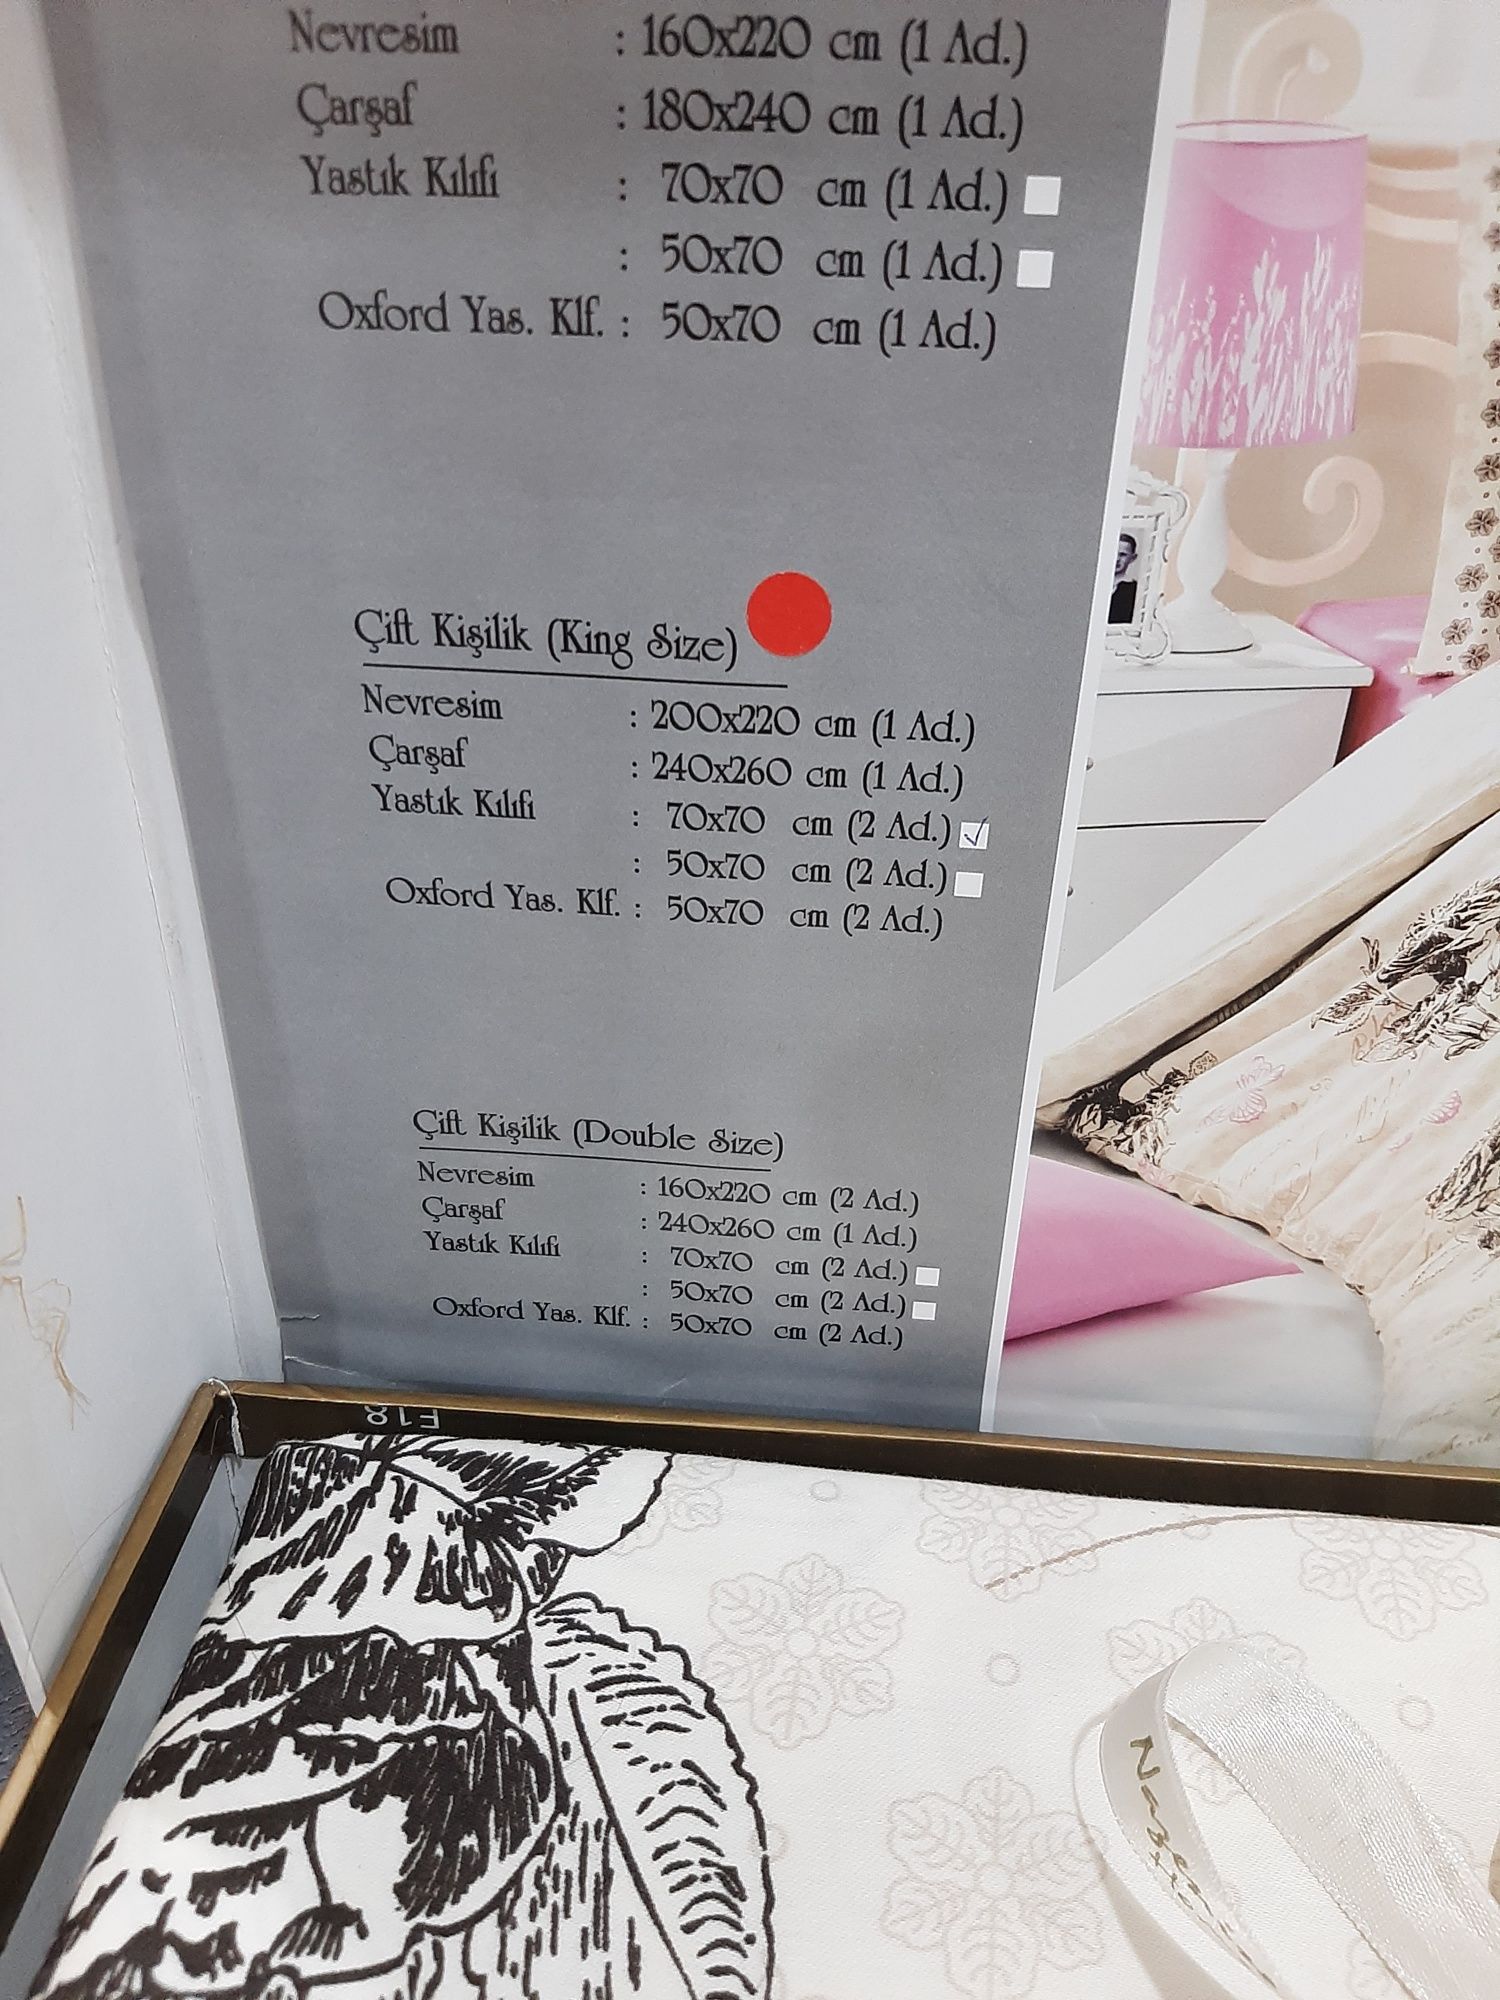 Nevresim : 160x220 cm (1 Ad.)
Çarşaf : 180x240 cm (1 Ad.)
Yastık Kılıfı : 70x70 cm (1 Ad.)
: 50x70 cm (1 Ad.)
Oxford Yas. Klf. : 50x70 cm (1 Ad.)
Çift Kişilik (King Size)
Nevresim : 200x220 cm (1 Ad.)
Çarşaf : 240x260 cm (1 Ad.)
Yastık Kılıfı : 70x70 cm (2 Ad.)
: 50x70 cm (2 Ad.)
Oxford Yas. Klf. : 50x70 cm (2 Ad.)
Çift Kişilik (Double Size)
Nevresim : 160x220 cm (2 Ad.)
Çarşaf : 240x260 cm (1 Ad.)
Yastık Kılıfı : 70x70 cm (2 Ad.)
: 50x70 cm (2 Ad.)
Oxford Yas. Klf. : 50x70 cm (2 Ad.)